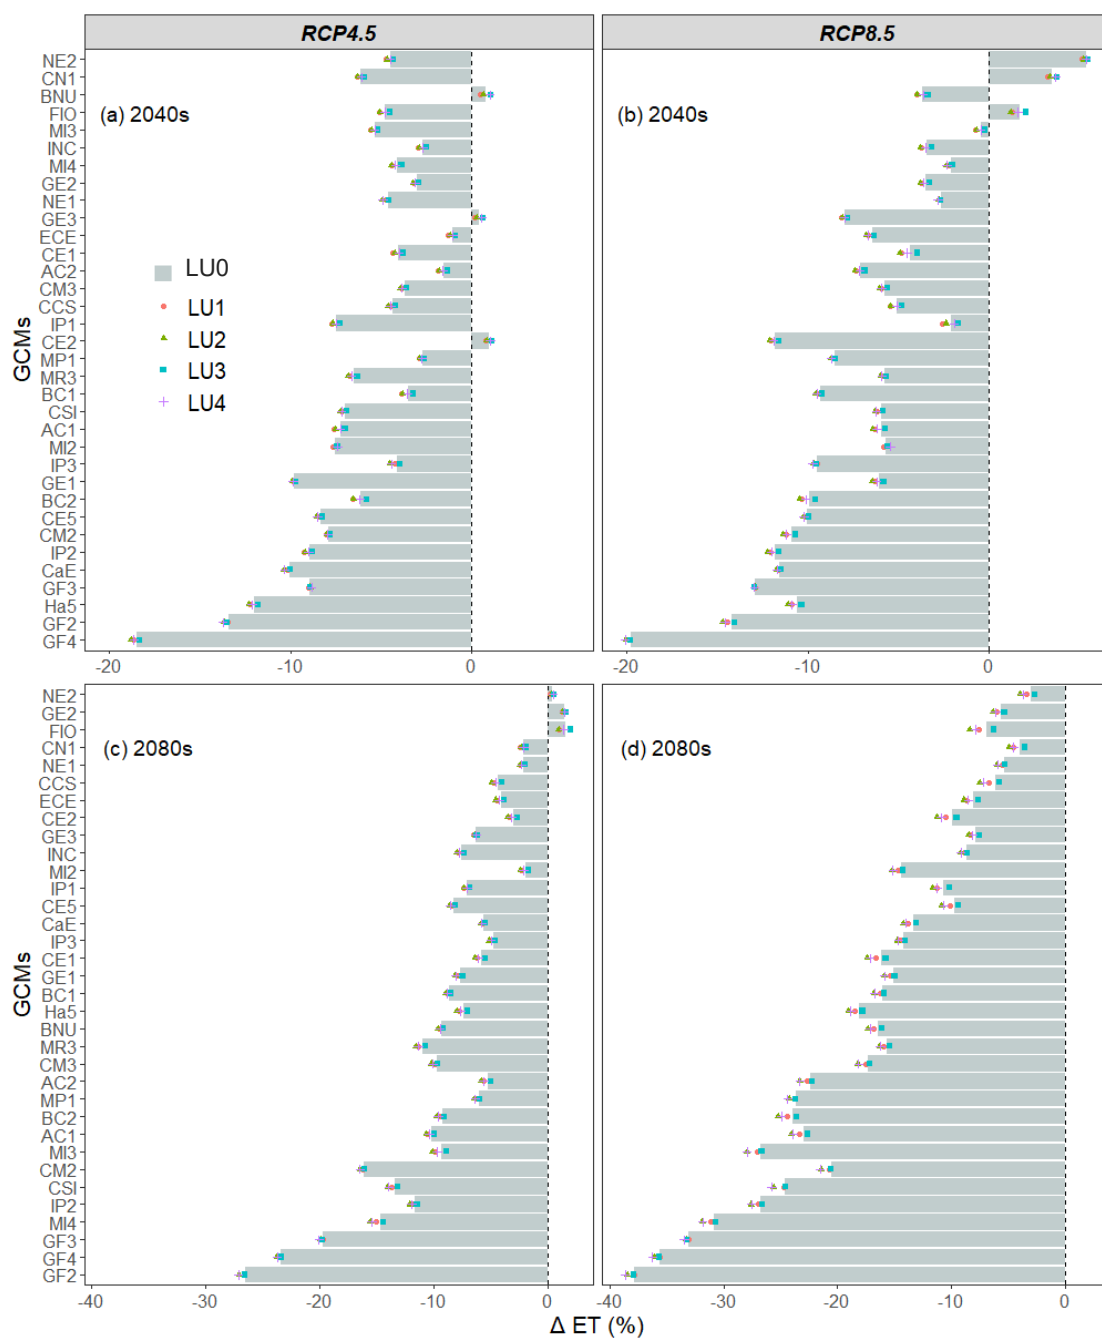 RCP4.5
RCP8.5
GCMs
NE2
CN1
BNU
FIO
MI3
INC
MI4
GE2
NE1
GE3
ECE
CE1
AC2
CM3
CCS
IP1
CE2
MP1
MR3
BC1
CSI
AC1
MI2
IP3
GE1
BC2
CE5
CM2
IP2
CaE
GF3
Ha5
GF2
GF4
(a) 2040s
LU0
LU1
LU2
LU3
LU4
(b) 2040s
-20
-10
0
-20
-10
0
GCMs
NE2
GE2
FIO
CN1
NE1
CCS
ECE
CE2
GE3
INC
MI2
IP1
CE5
CaE
IP3
CE1
GE1
BC1
Ha5
BNU
MR3
CM3
AC2
MP1
BC2
AC1
MI3
CM2
CSI
IP2
MI4
GF3
GF4
GF2
(c) 2080s
(d) 2080s
-40
-30
-20
-10
0
-40
-30
-20
-10
0
Δ ET (%)